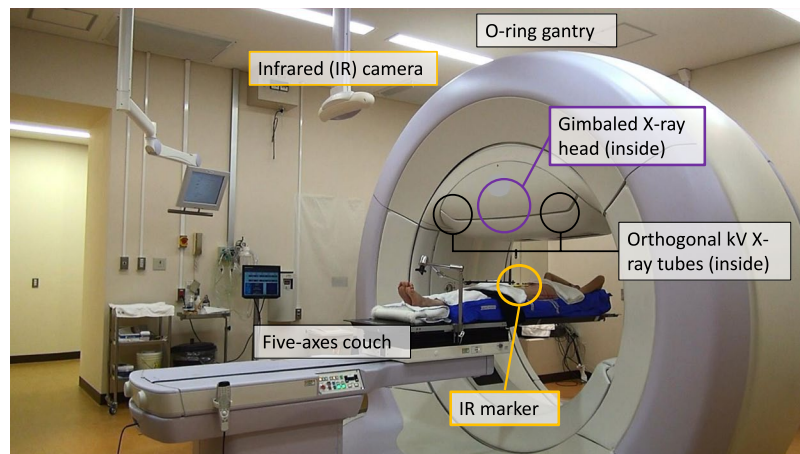 O-ring gantry
Infrared (IR) camera
Gimbaled X-ray
head (inside)
Orthogonal kV X-
ray tubes (inside)
Five-axes couch
IR marker